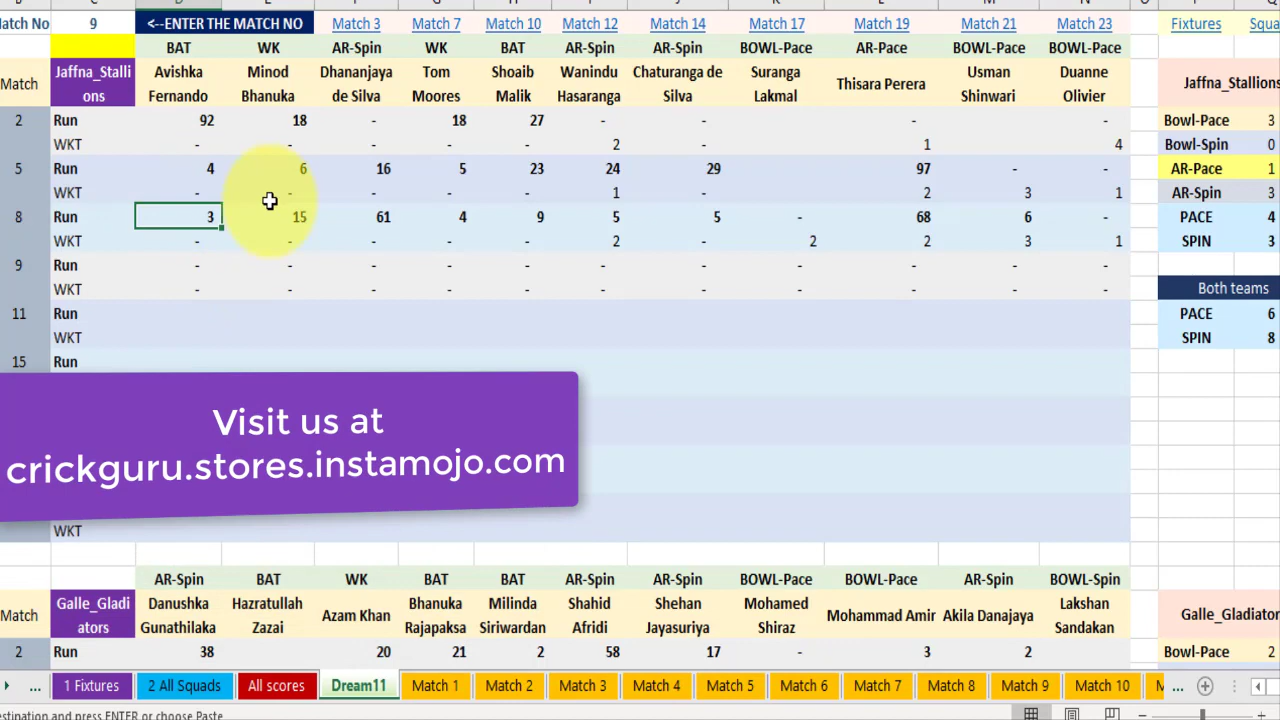 Match No 9 <--ENTER THE MATCH NO Match 3 Match 7 Match 10 Match 12 Match 14 Match 19 Match 21 Match 23 Fixtures Squa
BAT WK AR-Spin WK BAT AR-Spin AR-Spin BOWL-Pace AR-Pace BOWL-Pace BOWL-Pace
Match Jaffna_Stalli Avishka Minod Dhananjaya Tom Shoaib Wanindu Chaturanga de Suranga Thisara Perera Usman Duanne Jaffna_Stallions
ons Fernando Bhanuka de Silva Moores Malik Hasaranga Silva Lakmal Shinwari Olivier
2 Run 92 18 - 18 27 - - - - Bowl-Pace 3
WKT - - - - - 2 - 1 4 Bowl-Spin 0
5 Run 4 6 16 5 23 24 29 97 - - AR-Pace 1
WKT - - - - - 1 - 2 3 1 AR-Spin 3
8 Run 3 15 61 4 9 5 5 - 68 6 - PACE 4
WKT - - - - - 2 - 2 2 3 1 SPIN 3
9 Run - - - - - - - - - - -
WKT - - - - - - - - - - - Both teams
11 Run PACE 6
WKT SPIN 8
15 Run
Visit us at
crickguru.stores.instamojo.com
WKT
AR-Spin BAT WK BAT BAT AR-Spin AR-Spin BOWL-Pace BOWL-Pace AR-Spin BOWL-Spin
Match Galle_Gladi Danushka Hazratullah Azam Khan Bhanuka Milinda Shahid Shehan Mohamed Mohammad Amir Akila Danajaya Lakshan Galle_Gladiator
ators Gunathilaka Zazai Rajapaksa Siriwardan Afridi Jayasuriya Shiraz Sandakan
2 Run 38 20 21 2 58 17 - 3 2 Bowl-Pace 2
... 1 Fixtures 2 All Squads All scores Dream11 Match 1 Match 2 Match 3 Match 4 Match 5 Match 6 Match 7 Match 8 Match 9 Match 10 M ...
estination and press ENTER or choose Paste